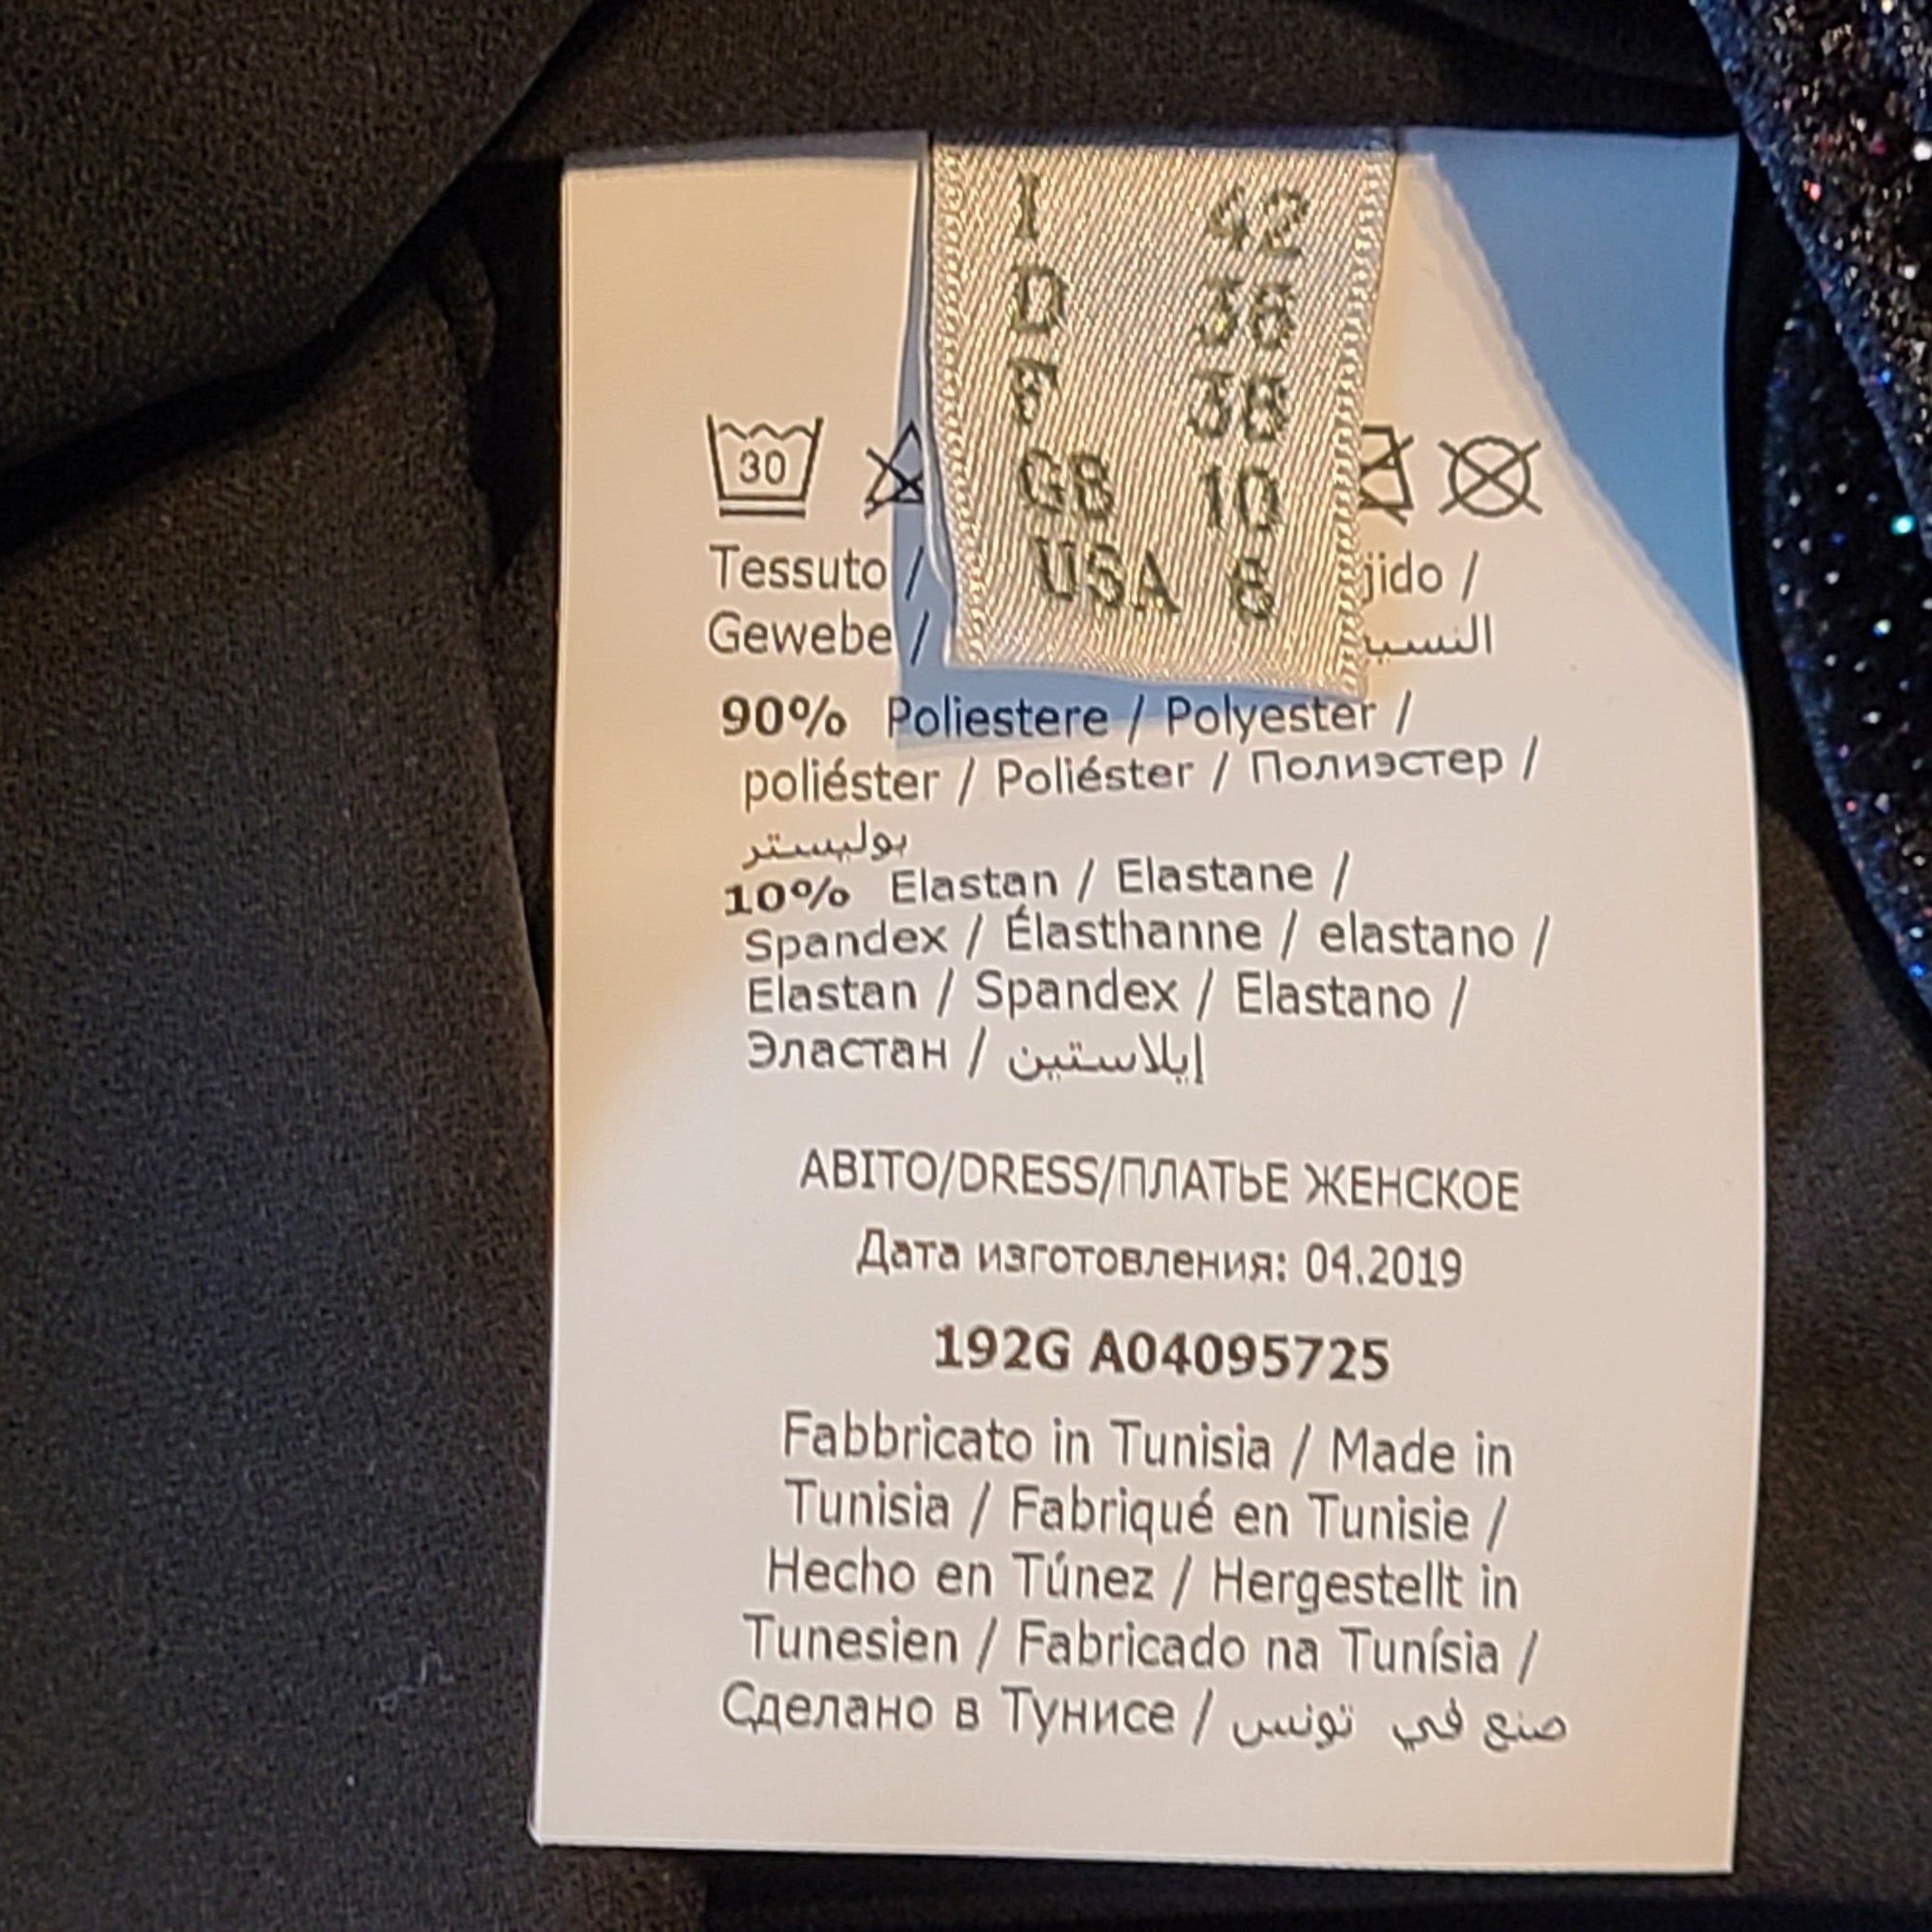 I 42
D 36
F 38
GB 10
USA
30
Tessuto / jido /
Gewebe / النسيـ
90% Poliestere / Polyester /
poliéster / Poliéster / Полиэстер /
بوليستر
10% Elastan / Elastane /
Spandex / Élasthanne / elastano /
Elastan / Spandex / Elastano /
Эластан / إيلاستين
ABITO/DRESS/ПЛАТЬЕ ЖЕНСКОЕ
Дата изготовления: 04.2019
192G A04095725
Fabbricato in Tunisia / Made in
Tunisia / Fabriqué en Tunisie /
Hecho en Túnez / Hergestellt in
Tunesien / Fabricado na Tunísia /
Сделано в Тунисе / صنع في تونس